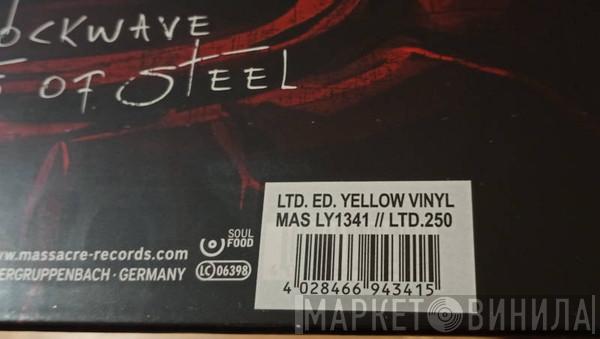 OCKWAVE
OF STEEL
LTD. ED. YELLOW VINYL
MAS LY1341 // LTD.250
SOUL
FOOD
www.massacre-records.com
ERGRUPPENBACH · GERMANY
LC 06398
4 028466 943415
МАРКЕТ ВИНИЛА